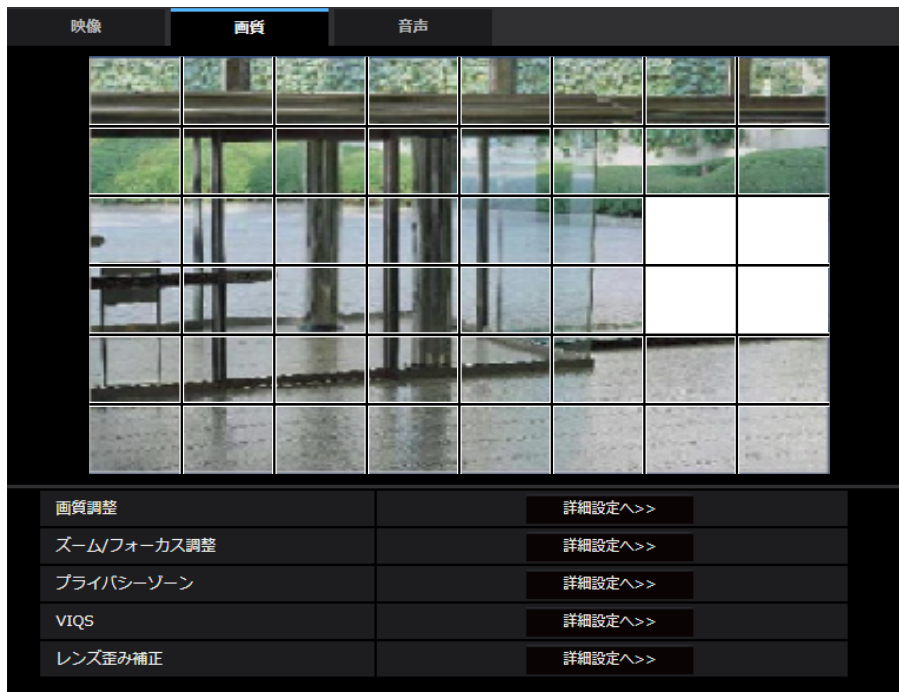 映像 画質 音声
画質調整 詳細設定へ>>
ズーム/フォーカス調整 詳細設定へ>>
プライバシーゾーン 詳細設定へ>>
VIQS 詳細設定へ>>
レンズ歪み補正 詳細設定へ>>